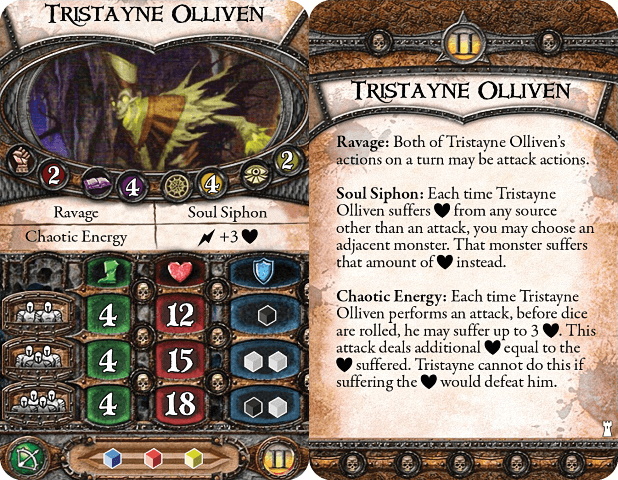 TRISTAYNE OLLIVEN
2 4 4 2
Ravage Soul Siphon
Chaotic Energy +3
4 12
4 15
4 18
II
II
TRISTAYNE OLLIVEN
Ravage: Both of Tristayne Olliven's
actions on a turn may be attack actions.
Soul Siphon: Each time Tristayne
Olliven suffers from any source
other than an attack, you may choose an
adjacent monster. That monster suffers
that amount of instead.
Chaotic Energy: Each time Tristayne
Olliven performs an attack, before dice
are rolled, he may suffer up to 3 . This
attack deals additional equal to the
suffered. Tristayne cannot do this if
suffering the would defeat him.